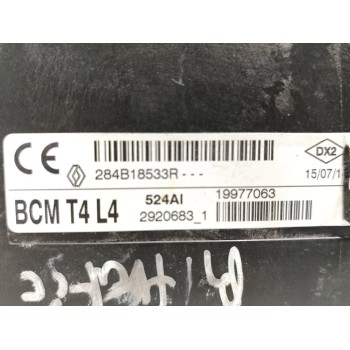 CE
DX2
284B18533R---
15/07/1
BCM T4 L4
524AI
19977063
2920683_1